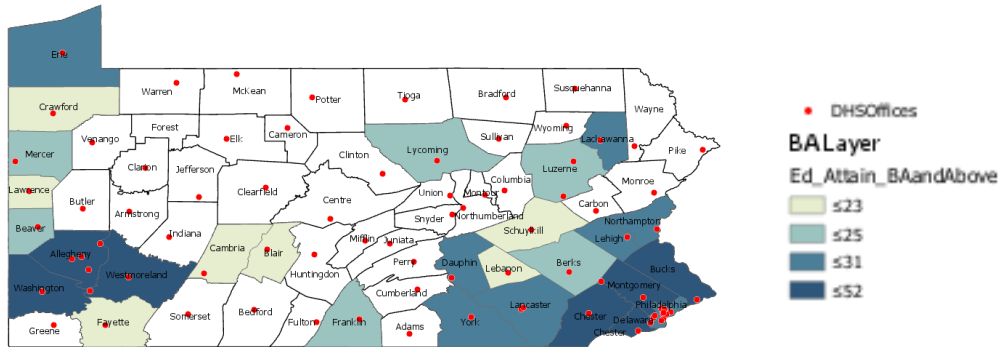 Erie
Crawford
Warren
McKean
Potter
Tioga
Bradford
Susquehanna
Wayne
Forest
Venango
Elk
Cameron
Sullivan
Wyoming
Lackawanna
Pike
Mercer
Clarion
Jefferson
Clinton
Lycoming
Luzerne
Monroe
Lawrence
Butler
Armstrong
Clearfield
Centre
Union
Montour
Columbia
Carbon
Beaver
Indiana
Snyder
Northumberland
Northampton
Schuylkill
Lehigh
Allegheny
Cambria
Blair
Mifflin
Juniata
Perry
Dauphin
Lebanon
Berks
Bucks
Washington
Westmoreland
Huntingdon
Cumberland
Montgomery
Greene
Fayette
Somerset
Bedford
Fulton
Franklin
Adams
York
Lancaster
Chester
Delaware
Philadelphia
Chester
DHSOffices
BALayer
Ed_Attain_BAandAbove
≤23
≤25
≤31
≤52